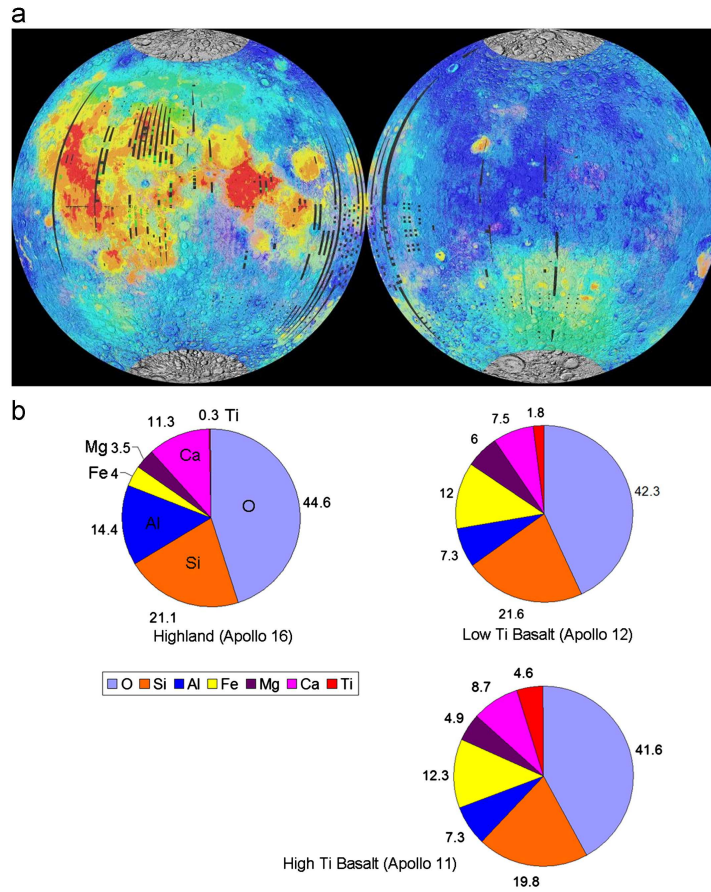 a
b
11.3 0.3 Ti
Mg 3.5
Ca
Fe 4
O
44.6
14.4
Al
Si
21.1
Highland (Apollo 16)
7.5 1.8
6
12
42.3
7.3
21.6
Low Ti Basalt (Apollo 12)
O Si Al Fe Mg Ca Ti
8.7 4.6
4.9
41.6
12.3
7.3
High Ti Basalt (Apollo 11)
19.8